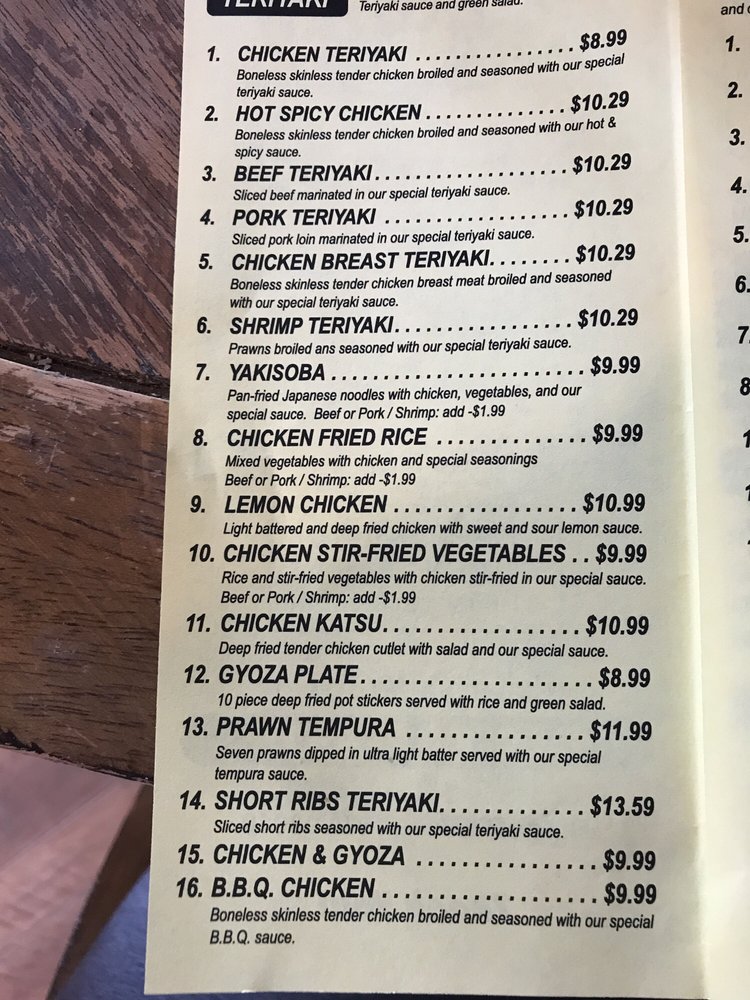 TERIYAKI
Teriyaki sauce and green salad.
1. CHICKEN TERIYAKI ................ $8.99
Boneless skinless tender chicken broiled and seasoned with our special
teriyaki sauce.
2. HOT SPICY CHICKEN .............. $10.29
Boneless skinless tender chicken broiled and seasoned with our hot &
spicy sauce.
3. BEEF TERIYAKI.................... $10.29
Sliced beef marinated in our special teriyaki sauce.
4. PORK TERIYAKI .................. $10.29
Sliced pork loin marinated in our special teriyaki sauce.
5. CHICKEN BREAST TERIYAKI........ $10.29
Boneless skinless tender chicken breast meat broiled and seasoned
with our special teriyaki sauce.
6. SHRIMP TERIYAKI.................. $10.29
Prawns broiled ans seasoned with our special teriyaki sauce.
7. YAKISOBA ......................... $9.99
Pan-fried Japanese noodles with chicken, vegetables, and our
special sauce. Beef or Pork / Shrimp: add -$1.99
8. CHICKEN FRIED RICE .............. $9.99
Mixed vegetables with chicken and special seasonings
Beef or Pork / Shrimp: add -$1.99
9. LEMON CHICKEN .................. $10.99
Light battered and deep fried chicken with sweet and sour lemon sauce.
10. CHICKEN STIR-FRIED VEGETABLES .. $9.99
Rice and stir-fried vegetables with chicken stir-fried in our special sauce.
Beef or Pork / Shrimp: add -$1.99
11. CHICKEN KATSU................... $10.99
Deep fried tender chicken cutlet with salad and our special sauce.
12. GYOZA PLATE...................... $8.99
10 piece deep fried pot stickers served with rice and green salad.
13. PRAWN TEMPURA ................ $11.99
Seven prawns dipped in ultra light batter served with our special
tempura sauce.
14. SHORT RIBS TERIYAKI............. $13.59
Sliced short ribs seasoned with our special teriyaki sauce.
15. CHICKEN & GYOZA ................ $9.99
16. B.B.Q. CHICKEN ................... $9.99
Boneless skinless tender chicken broiled and seasoned with our special
B.B.Q. sauce.
and
1.
2.
3.
4.
5.
6.
7.
8
1
1